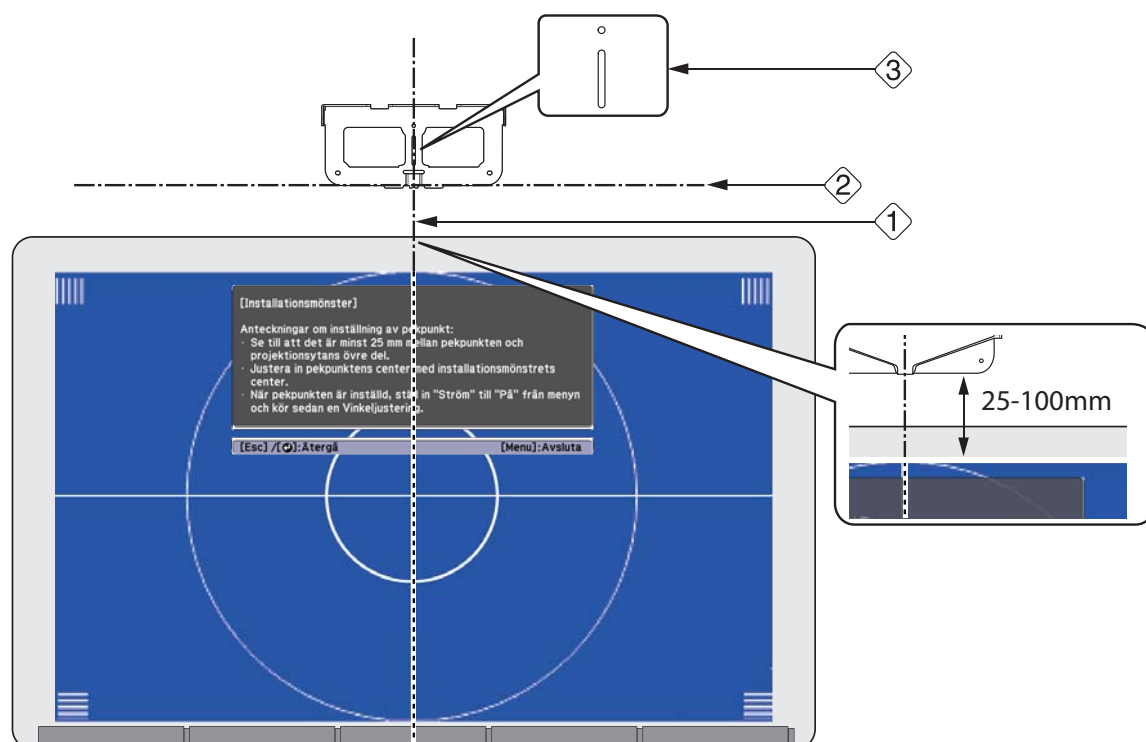 3
2
1
[Installationsmönster]
Anteckningar om inställning av pekpunkt:
· Se till att det är minst 25 mm mellan pekpunkten och
projektionsytans övre del.
· Justera in pekpunktens center med installationsmönstrets
center.
· När pekpunkten är inställd, ställ in "Ström" till "På" från menyn
och kör sedan en Vinkeljustering.
[Esc] /[ ]:Återgå [Menu]:Avsluta
25-100mm